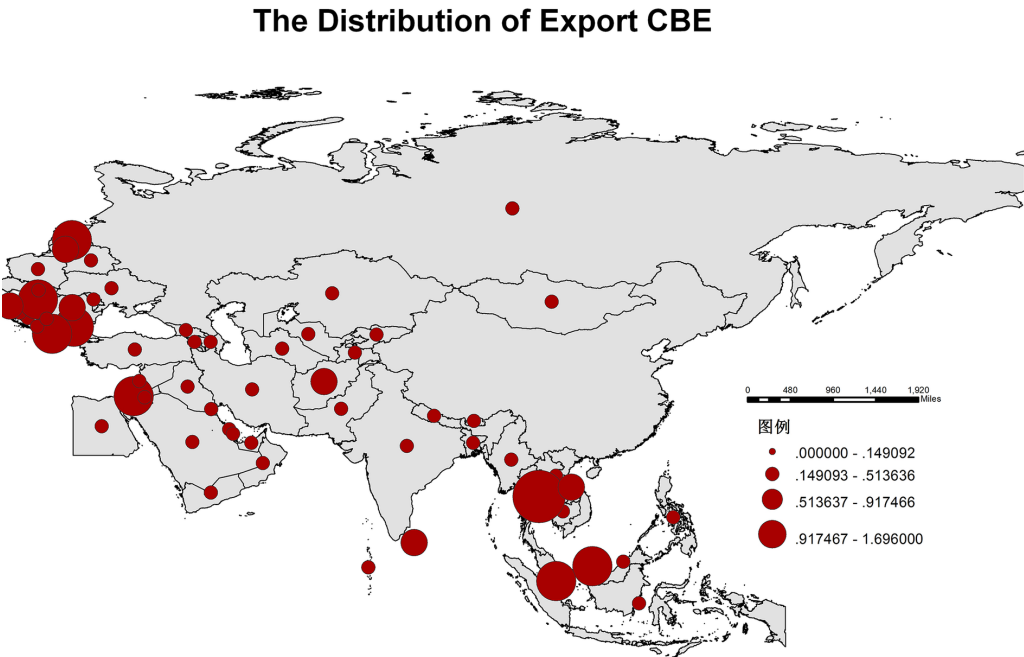 The Distribution of Export CBE
0 480 960 1,440 1,920
Miles
图例
.000000 - .149092
.149093 - .513636
.513637 - .917466
.917467 - 1.696000